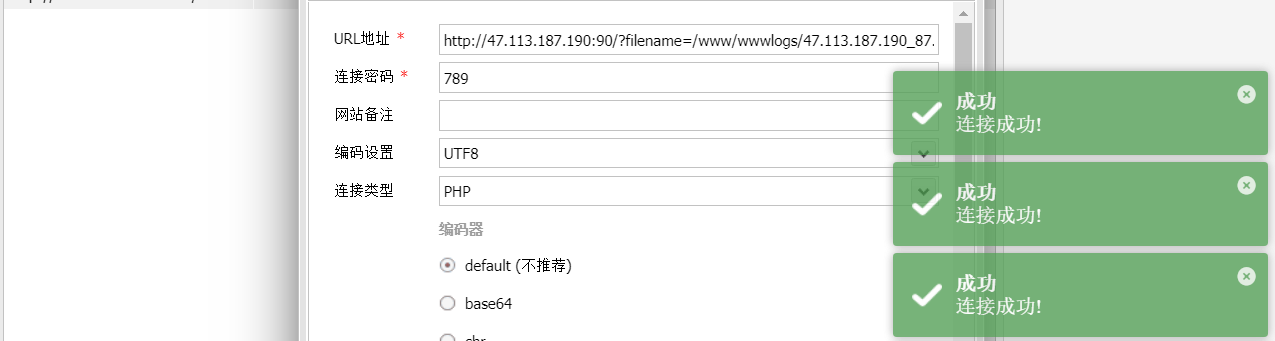 URL地址 *
http://47.113.187.190:90/?filename=/www/wwwlogs/47.113.187.190_87.
连接密码 *
789
网站备注
编码设置
UTF8
连接类型
PHP
编码器
default (不推荐)
base64
chr
成功
连接成功!
成功
连接成功!
成功
连接成功!